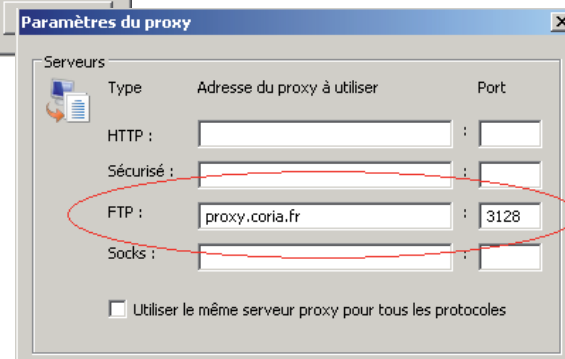 Paramètres du proxy
Serveurs
Type Adresse du proxy à utiliser Port
HTTP : :
Sécurisé : :
FTP : proxy.coria.fr : 3128
Socks : :
Utiliser le même serveur proxy pour tous les protocoles